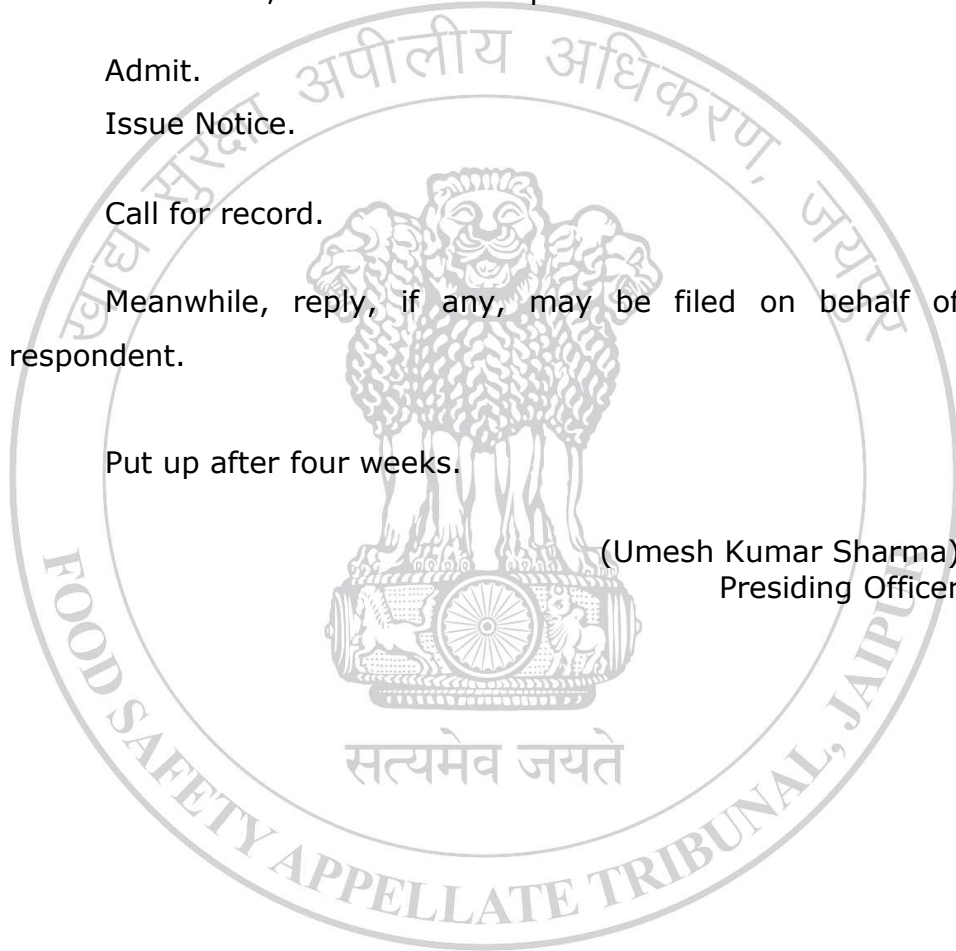 Admit.
Issue Notice.
Call for record.
Meanwhile, reply, if any, may be filed on behalf of
respondent.
Put up after four weeks.
(Umesh Kumar Sharma)
Presiding Officer
खाद्य सुरक्षा अपीलीय अधिकरण, जयपुर
सत्यमेव जयते
FOOD SAFETY APPELLATE TRIBUNAL, JAIPUR